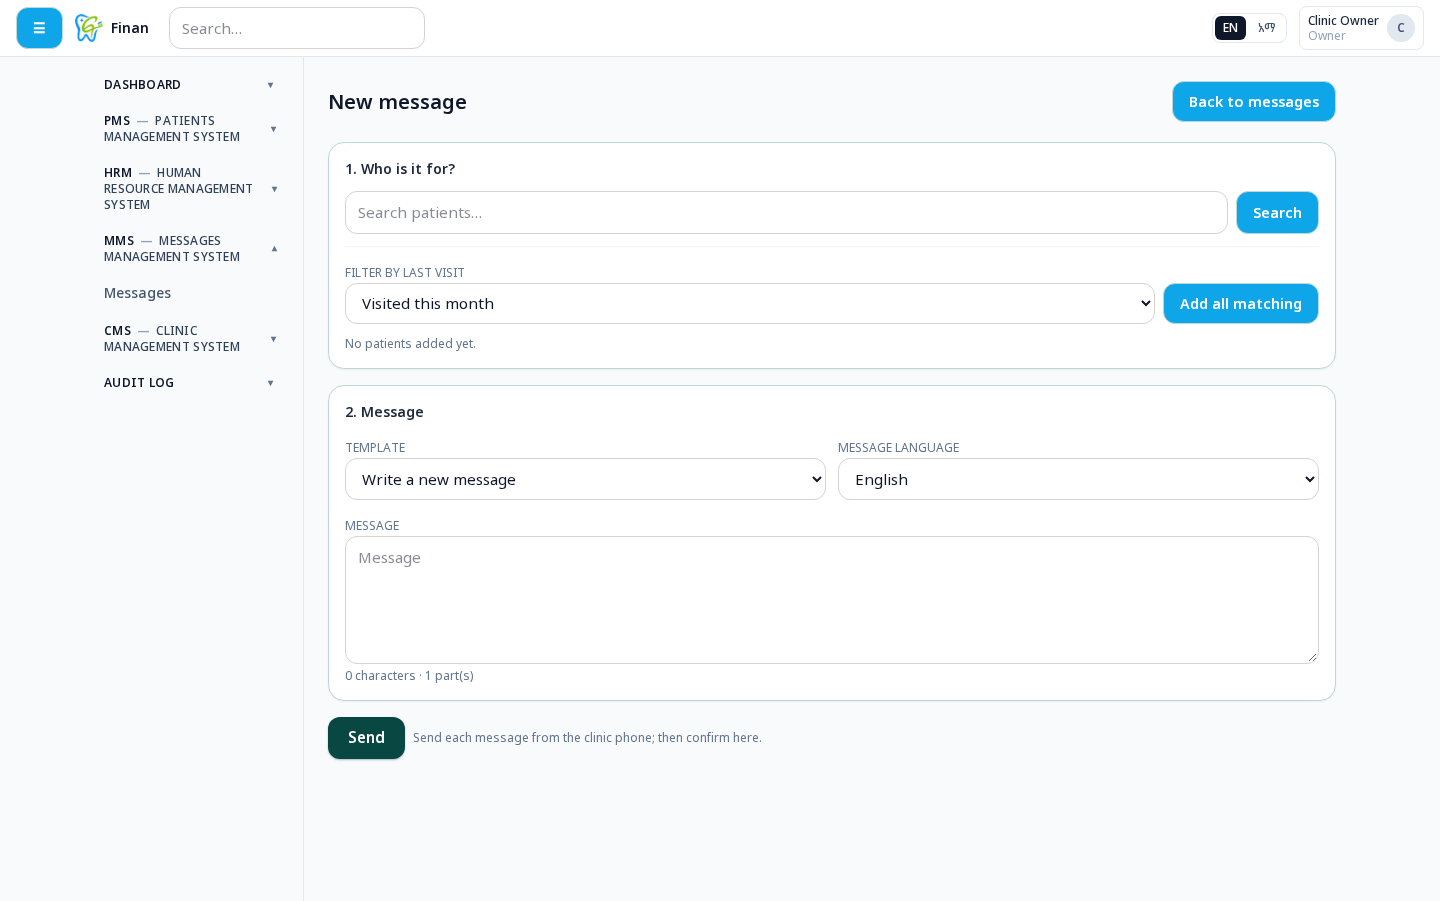 ☰
Finan
Search...
EN
አማ
Clinic Owner
Owner
C
DASHBOARD ▾
PMS — PATIENTS
MANAGEMENT SYSTEM ▾
HRM — HUMAN
RESOURCE MANAGEMENT
SYSTEM ▾
MMS — MESSAGES
MANAGEMENT SYSTEM ▴
Messages
CMS — CLINIC
MANAGEMENT SYSTEM ▾
AUDIT LOG ▾
New message
Back to messages
1. Who is it for?
Search patients...
Search
FILTER BY LAST VISIT
Visited this month
Add all matching
No patients added yet.
2. Message
TEMPLATE
MESSAGE LANGUAGE
Write a new message
English
MESSAGE
Message
0 characters · 1 part(s)
Send
Send each message from the clinic phone; then confirm here.